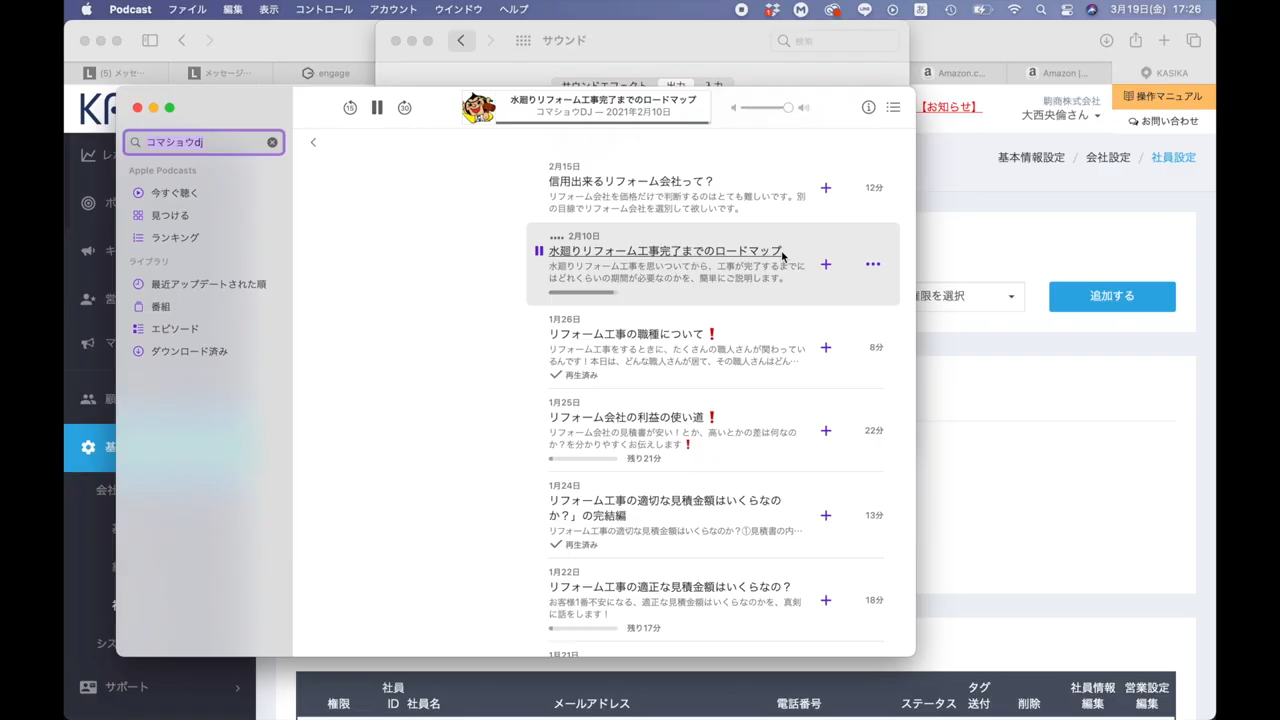 Podcast ファイル 編集 表示 コントロール アカウント ウインドウ ヘルプ
3月19日(金) 17:26
サウンド
検索
(5) メッセ…
メッセージ…
engage
サウンドエフェクト 出力 入力
Amazon.c…
Amazon |…
KASIKA
水廻りリフォーム工事完了までのロードマップ
コマショウDJ — 2021年2月10日
【お知らせ】
駒商株式会社
大西央倫さん
操作マニュアル
お問い合わせ
基本情報設定 / 会社設定 / 社員設定
コマショウdj
Apple Podcasts
今すぐ聴く
見つける
ランキング
ライブラリ
最近アップデートされた順
番組
エピソード
ダウンロード済み
2月15日
信用出来るリフォーム会社って？
リフォーム会社を価格だけで判断するのはとても難しいです。別
の目線でリフォーム会社を選別して欲しいです。
12分
2月10日
水廻りリフォーム工事完了までのロードマップ
水廻りリフォーム工事を思いついてから、工事が完了するまでに
はどれくらいの期間が必要なのかを、簡単にご説明します。
1月26日
リフォーム工事の職種について❗
リフォーム工事をするときに、たくさんの職人さんが関わってい
るんです！本日は、どんな職人さんが居て、その職人さんはどん…
再生済み
8分
1月25日
リフォーム会社の利益の使い道❗
リフォーム会社の見積書が安い！とか、高いとかの差は何なの
か？を分かりやすくお伝えします❗
残り21分
22分
1月24日
リフォーム工事の適切な見積金額はいくらなの
か？」の完結編
リフォーム工事の適切な見積金額はいくらなのか？①見積書の内…
再生済み
13分
1月22日
リフォーム工事の適正な見積金額はいくらなの？
お客様1番不安になる、適正な見積金額はいくらなのかを、真剣
に話をします！
残り17分
18分
1月21日
限を選択
追加する
サポート
権限
社員
ID
社員名
メールアドレス
電話番号
ステータス
タグ
送付
削除
社員情報
編集
営業設定
編集